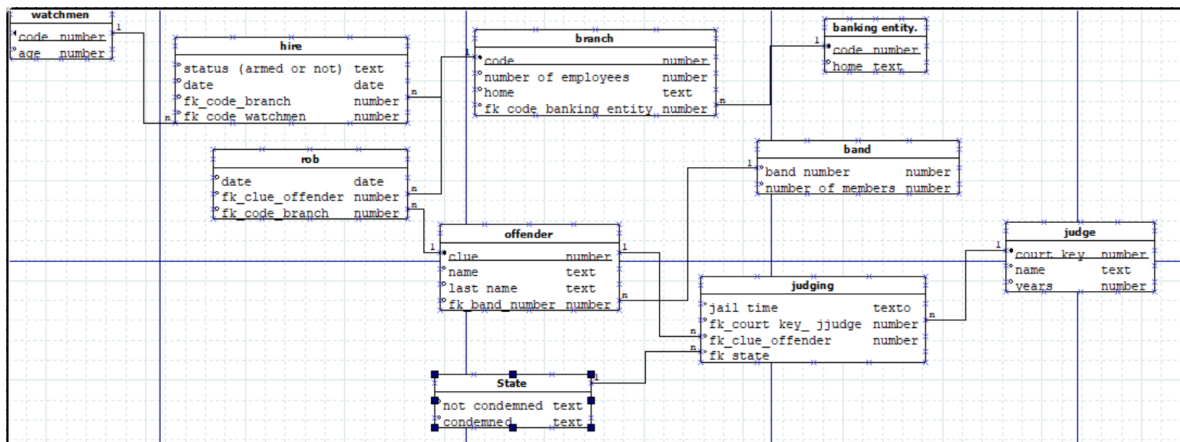 watchmen
code number
age number
1
n
hire
status (armed or not) text
date date
fk_code_branch number
fk_code_watchmen number
n
branch
1
code number
number of employees number
home text
fk_code_banking_entity number
n
banking entity.
1
code number
home text
rob
date date
fk_clue_offender number
fk_code_branch number
n
n
band
1
band number number
number of members number
offender
1
clue number
name text
last name text
fk_band_number number
1
n
judge
1
court_key number
name text
years number
judging
jail time texto
fk_court key_ jjudge number
fk_clue_offender number
fk_state
n
n
n
State
1
not condemned text
condemned text